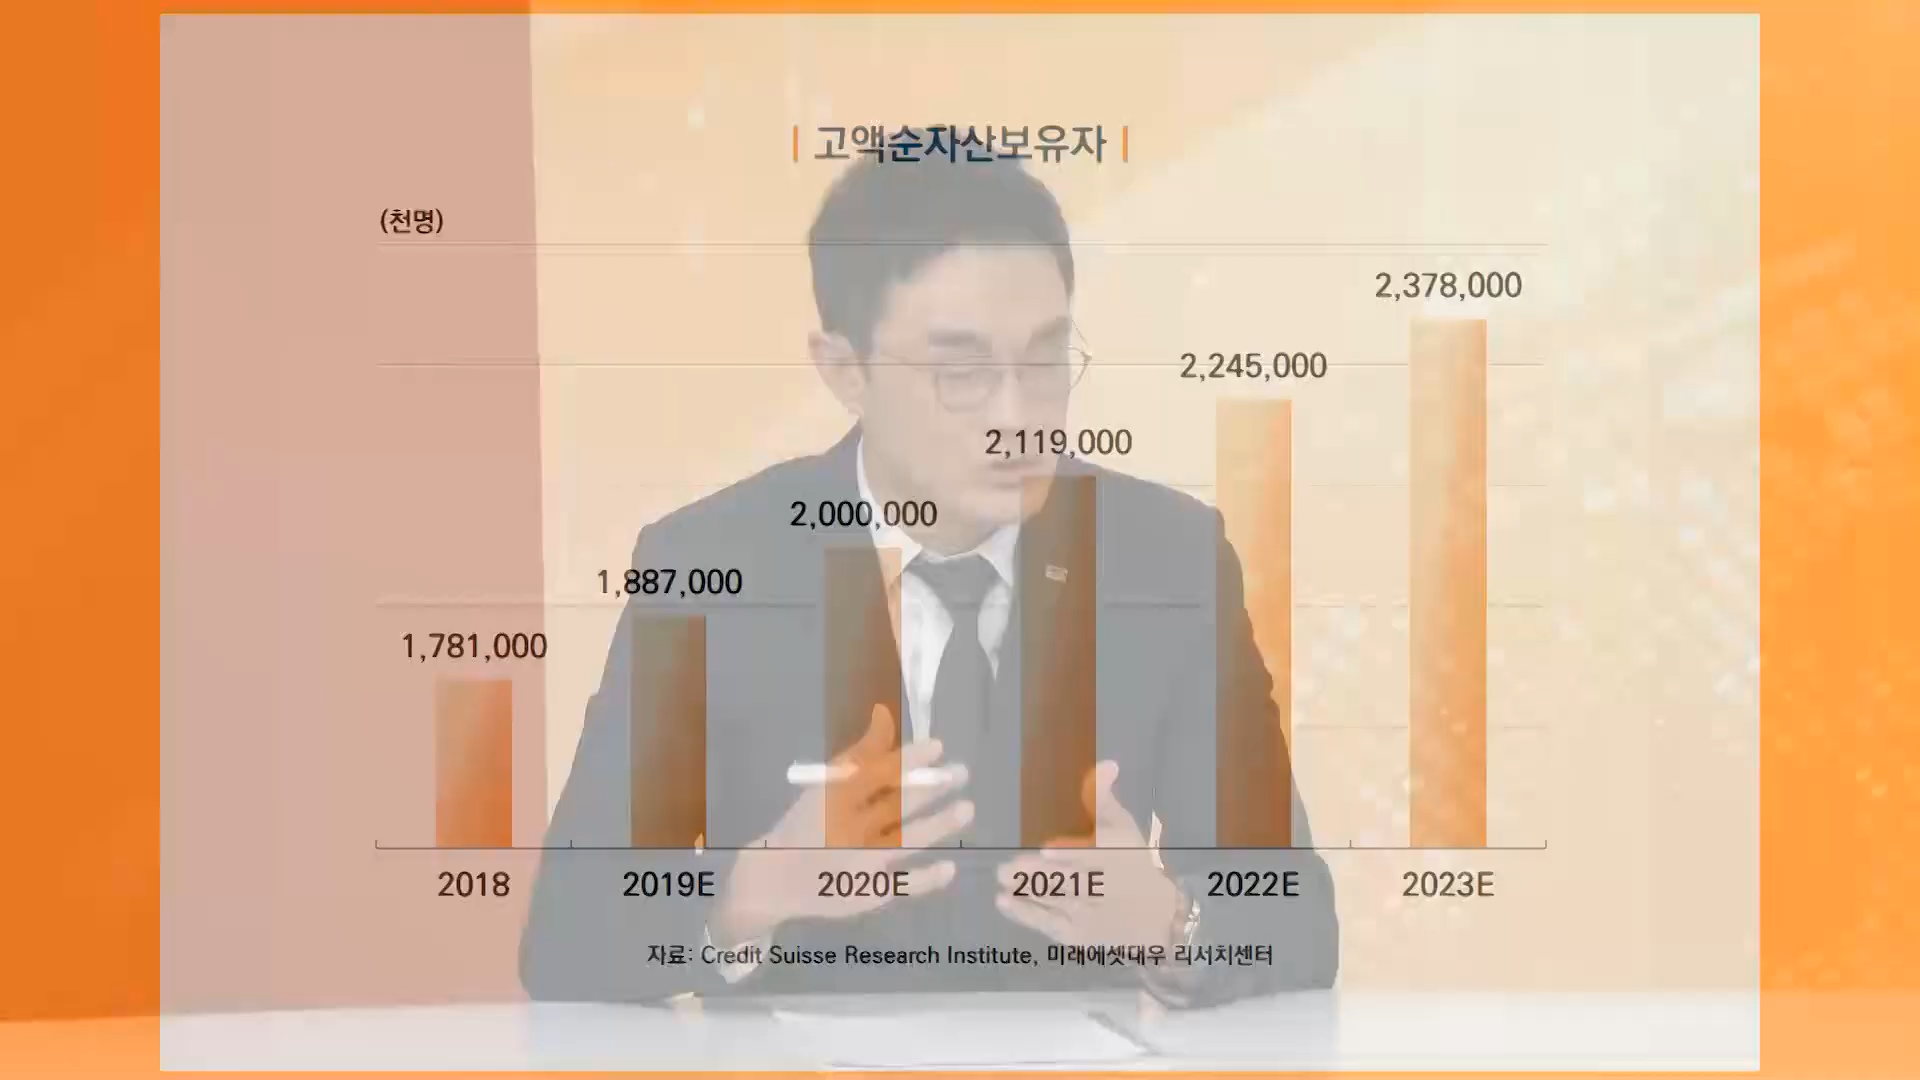 | 고액순자산보유자 |
(천명)
2,378,000
2,245,000
2,119,000
2,000,000
1,887,000
1,781,000
2018 2019E 2020E 2021E 2022E 2023E
자료: Credit Suisse Research Institute, 미래에셋대우 리서치센터